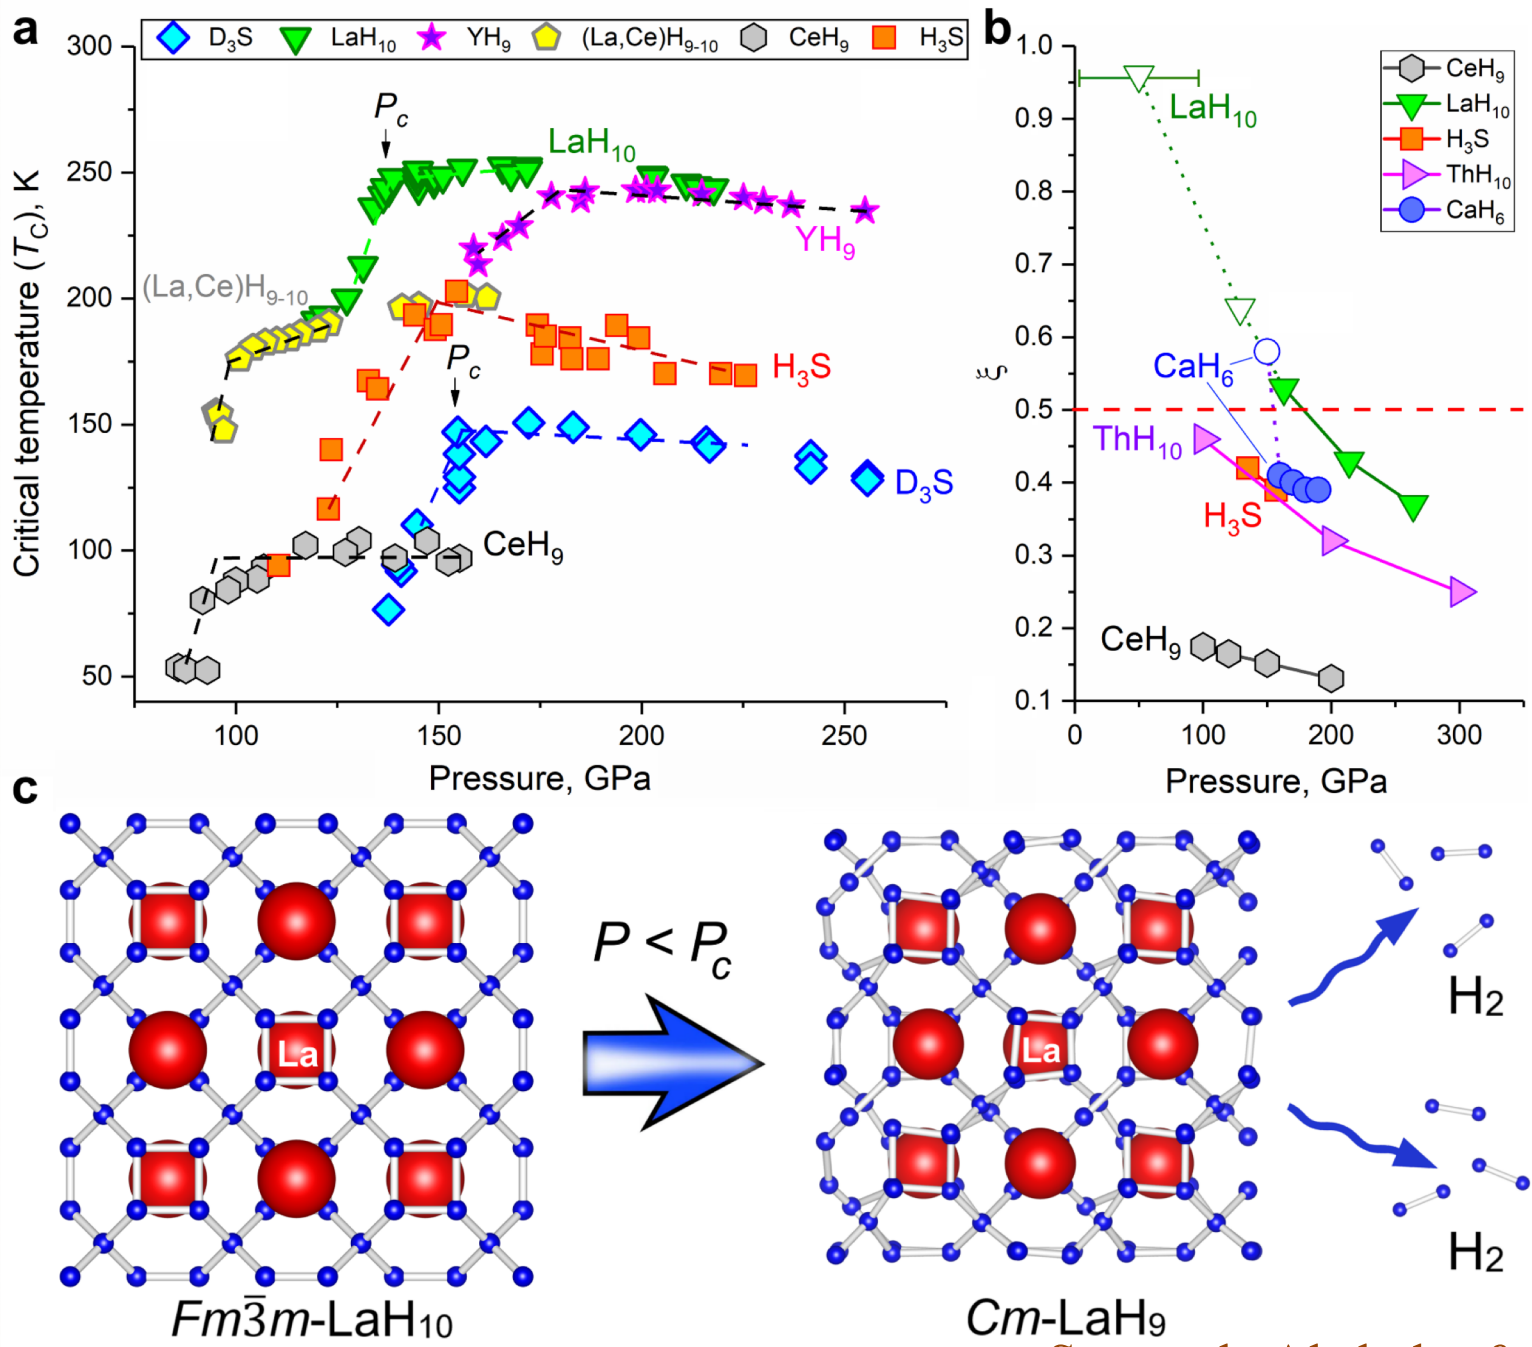 a
D₃S LaH₁₀ YH₉ (La,Ce)H₉₋₁₀ CeH₉ H₃S
Critical temperature (T_C), K
300
250
200
150
100
50
P_c
LaH₁₀
YH₉
(La,Ce)H₉₋₁₀
P_c
H₃S
D₃S
CeH₉
100 150 200 250
Pressure, GPa
b
ξ
1.0
0.9
0.8
0.7
0.6
0.5
0.4
0.3
0.2
0.1
CeH₉
LaH₁₀
H₃S
ThH₁₀
CaH₆
LaH₁₀
CaH₆
ThH₁₀
H₃S
CeH₉
0 100 200 300
Pressure, GPa
c
La
P < P_c
La
H₂
H₂
Fm3̅m-LaH₁₀
Cm-LaH₉